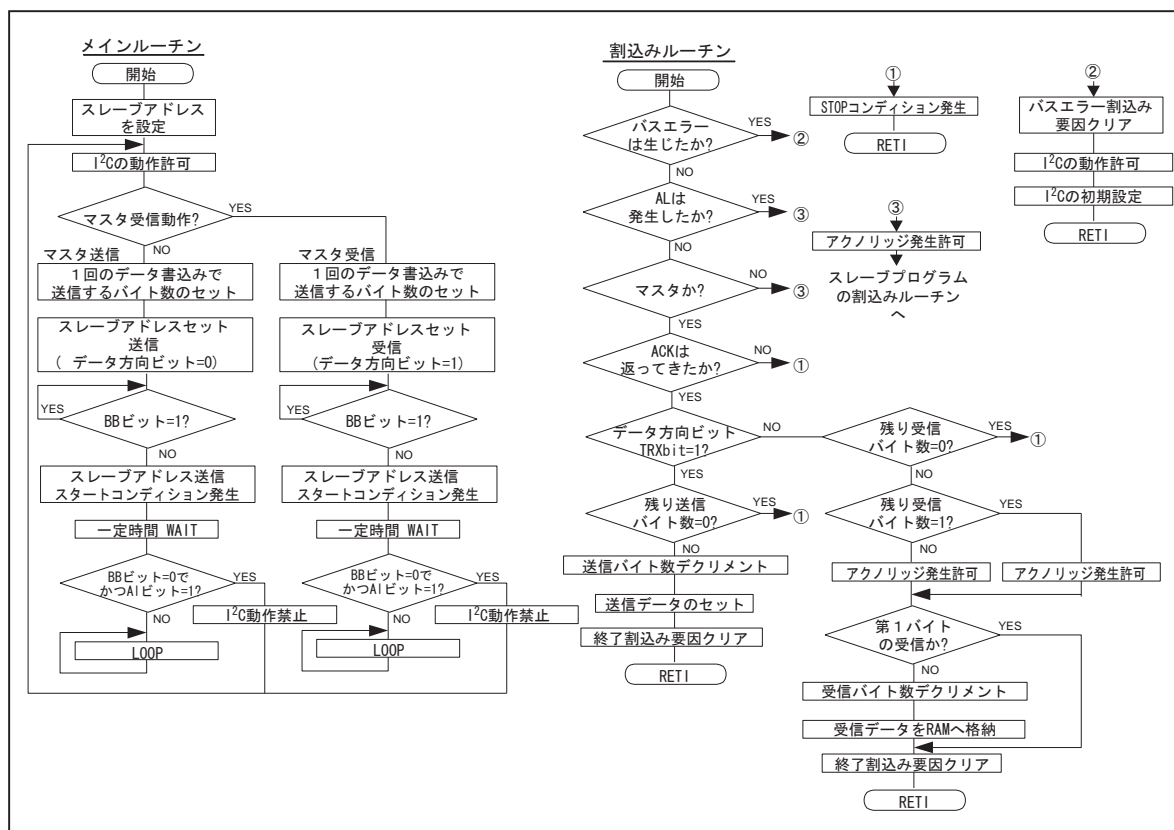 メインルーチン
開始
スレーブアドレス
を設定
I²Cの動作許可
マスタ受信動作?
YES
NO
マスタ送信
1回のデータ書込みで
送信するバイト数のセット
スレーブアドレスセット
送信
( データ方向ビット=0)
YES
BBビット=1?
NO
スレーブアドレス送信
スタートコンディション発生
一定時間 WAIT
BBビット=0で
かつAlビット=1?
YES
NO
I²C動作禁止
LOOP
マスタ受信
1回のデータ書込みで
送信するバイト数のセット
スレーブアドレスセット
受信
(データ方向ビット=1)
YES
BBビット=1?
NO
スレーブアドレス送信
スタートコンディション発生
一定時間 WAIT
BBビット=0で
かつAlビット=1?
YES
NO
I²C動作禁止
LOOP
割込みルーチン
開始
バスエラー
は生じたか?
YES
②
NO
ALは
発生したか?
YES
③
NO
マスタか?
NO
③
YES
ACKは
返ってきたか?
NO
①
YES
データ方向ビット
TRXbit=1?
NO
YES
残り送信
バイト数=0?
YES
①
NO
送信バイト数デクリメント
送信データのセット
終了割込み要因クリア
RETI
残り受信
バイト数=0?
YES
①
NO
残り受信
バイト数=1?
YES
NO
アクノリッジ発生許可
アクノリッジ発生許可
第1バイト
の受信か?
YES
NO
受信バイト数デクリメント
受信データをRAMへ格納
終了割込み要因クリア
RETI
①
STOPコンディション発生
RETI
③
アクノリッジ発生許可
スレーブプログラム
の割込みルーチン
へ
②
バスエラー割込み
要因クリア
I²Cの動作許可
I²Cの初期設定
RETI